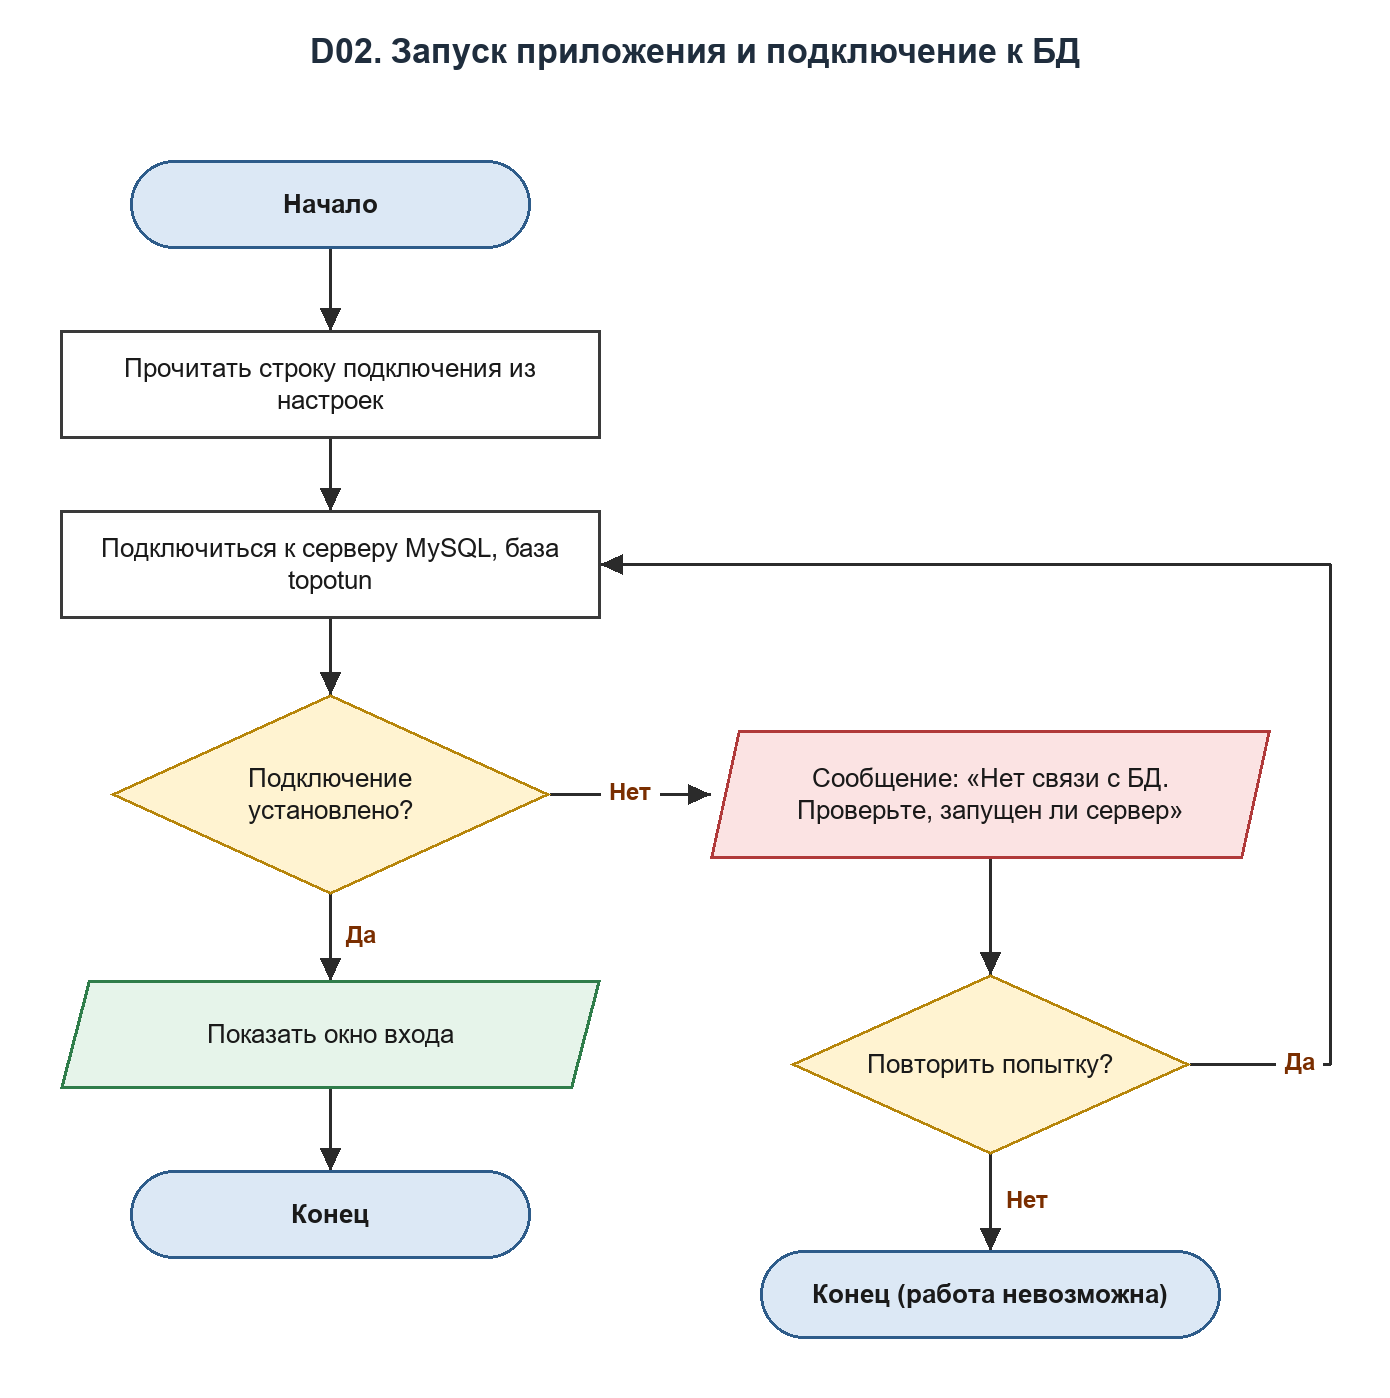 D02. Запуск приложения и подключение к БД
Начало
Прочитать строку подключения из
настроек
Подключиться к серверу MySQL, база
topotun
Подключение
установлено?
Нет
Сообщение: «Нет связи с БД.
Проверьте, запущен ли сервер»
Да
Показать окно входа
Повторить попытку?
Да
Конец
Нет
Конец (работа невозможна)